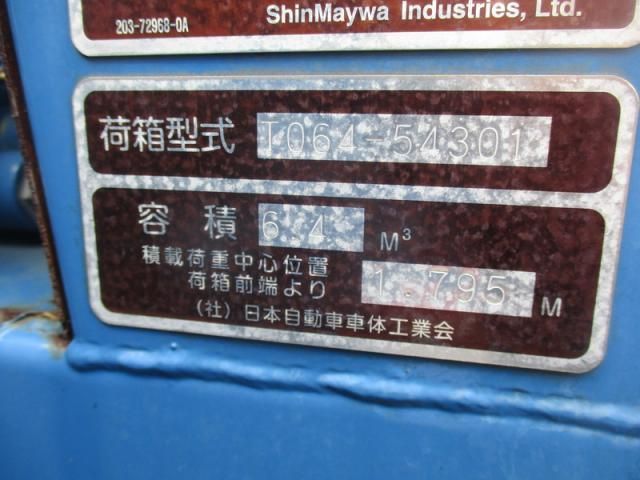 ShinMaywa Industries, Ltd.
203-72968-0A
荷箱型式 TO64-54301
容積 6.4 M³
積載荷重中心位置
荷箱前端より 1.795 M
(社)日本自動車車体工業会